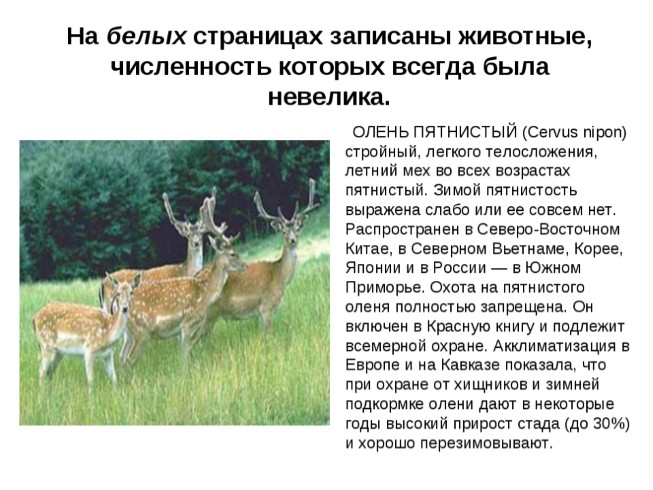 На белых страницах записаны животные,
численность которых всегда была
невелика.
ОЛЕНЬ ПЯТНИСТЫЙ (Cervus nipon)
стройный, легкого телосложения,
летний мех во всех возрастах
пятнистый. Зимой пятнистость
выражена слабо или ее совсем нет.
Распространен в Северо-Восточном
Китае, в Северном Вьетнаме, Корее,
Японии и в России — в Южном
Приморье. Охота на пятнистого
оленя полностью запрещена. Он
включен в Красную книгу и подлежит
всемерной охране. Акклиматизация в
Европе и на Кавказе показала, что
при охране от хищников и зимней
подкормке олени дают в некоторые
годы высокий прирост стада (до 30%)
и хорошо перезимовывают.